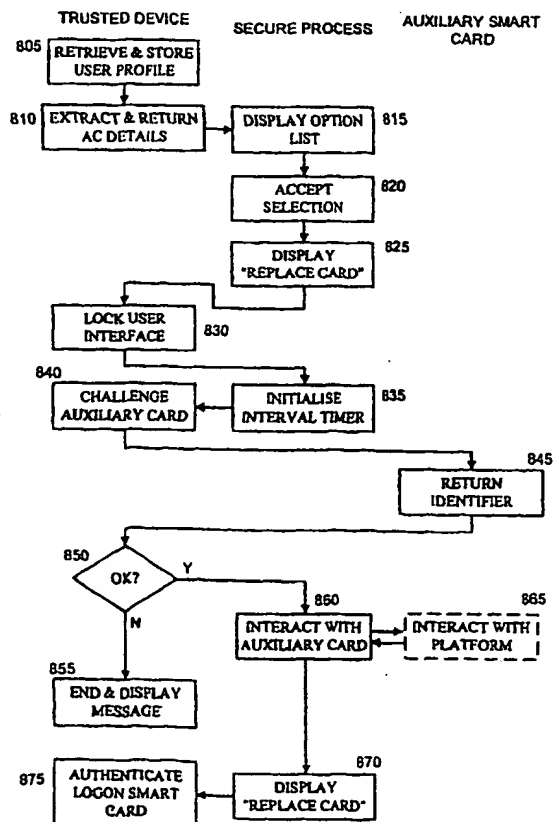 TRUSTED DEVICE
SECURE PROCESS
AUXILIARY SMART
CARD
805
RETRIEVE & STORE
USER PROFILE
810
EXTRACT & RETURN
AC DETAILS
DISPLAY OPTION
LIST
815
ACCEPT
SELECTION
820
DISPLAY
"REPLACE CARD"
825
LOCK USER
INTERFACE
830
840
CHALLENGE
AUXILIARY CARD
INITIALISE
INTERVAL TIMER
835
845
RETURN
IDENTIFIER
850
OK?
Y
N
860
INTERACT WITH
AUXILIARY CARD
865
INTERACT WITH
PLATFORM
855
END & DISPLAY
MESSAGE
870
DISPLAY
"REPLACE CARD"
875
AUTHENTICATE
LOGON SMART
CARD